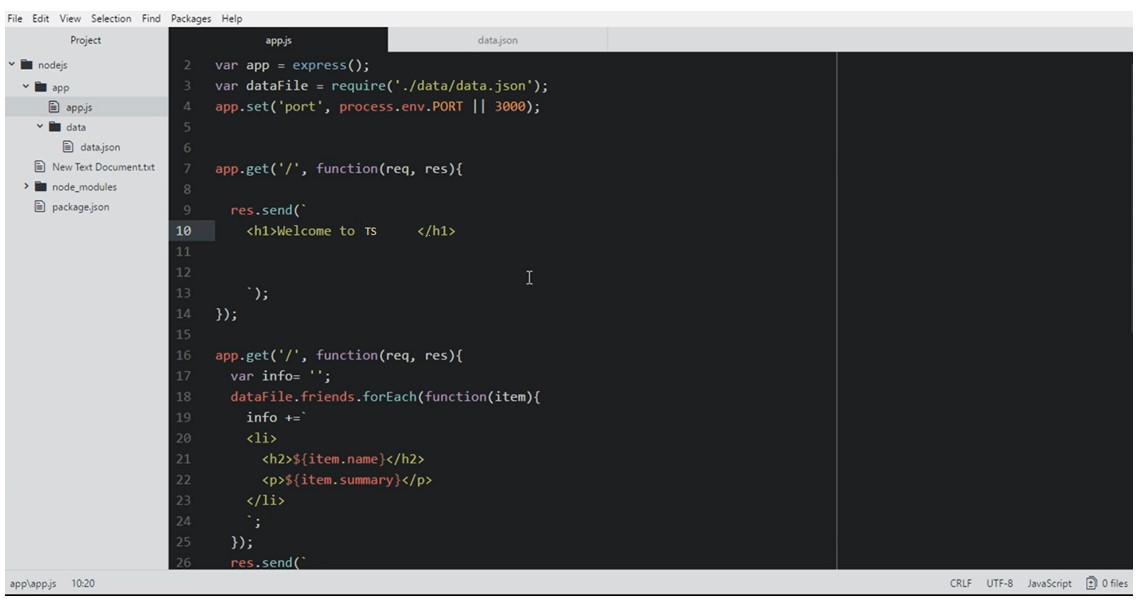 File Edit View Selection Find Packages Help
Project
app.js
data.json
nodejs
app
app.js
data
data.json
New Text Document.txt
node_modules
package.json
2 var app = express();
3 var dataFile = require('./data/data.json');
4 app.set('port', process.env.PORT || 3000);
5
6
7 app.get('/', function(req, res){
8
9 res.send(`
10 <h1>Welcome to TS </h1>
11
12
13 `);
14 });
15
16 app.get('/', function(req, res){
17 var info= '';
18 dataFile.friends.forEach(function(item){
19 info +=`
20 <li>
21 <h2>${item.name}</h2>
22 <p>${item.summary}</p>
23 </li>
24 `;
25 });
26 res.send(`
app\app.js 10:20 CRLF UTF-8 JavaScript 0 files